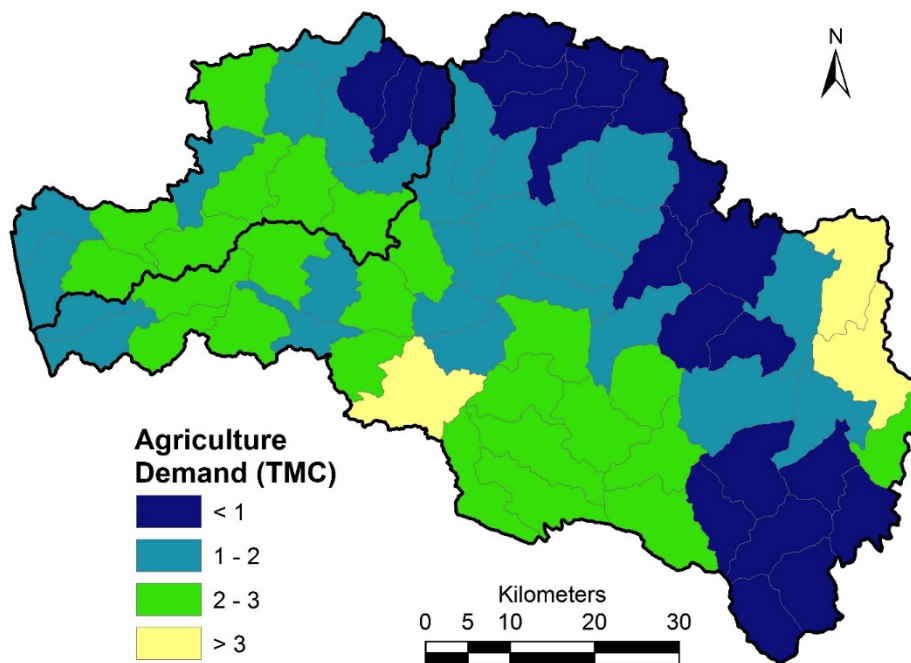 N
Agriculture
Demand (TMC)
< 1
1 - 2
2 - 3
> 3
Kilometers
0 5 10 20 30